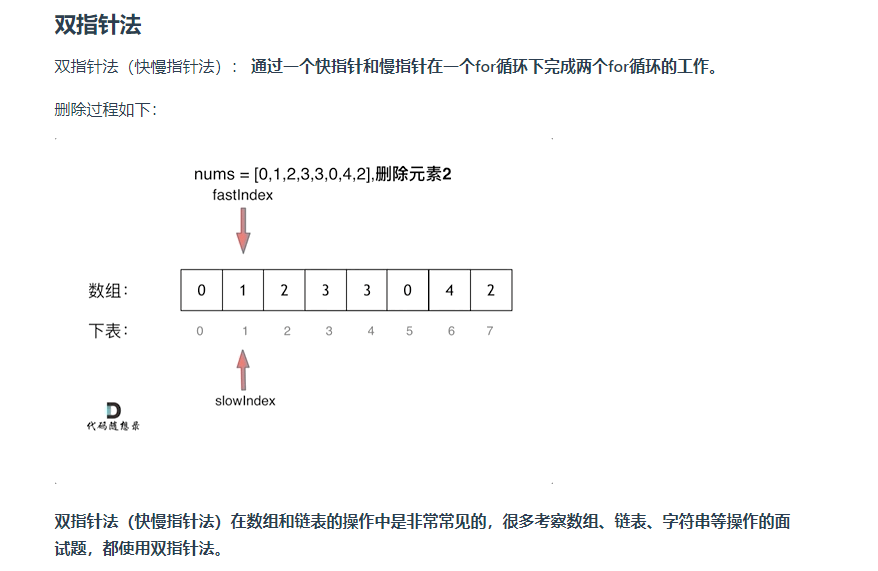 双指针法
双指针法（快慢指针法）： 通过一个快指针和慢指针在一个for循环下完成两个for循环的工作。
删除过程如下：
nums = [0,1,2,3,3,0,4,2],删除元素2
fastIndex
数组： 0 1 2 3 3 0 4 2
下表： 0 1 2 3 4 5 6 7
slowIndex
代码随想录
双指针法（快慢指针法）在数组和链表的操作中是非常常见的，很多考察数组、链表、字符串等操作的面
试题，都使用双指针法。